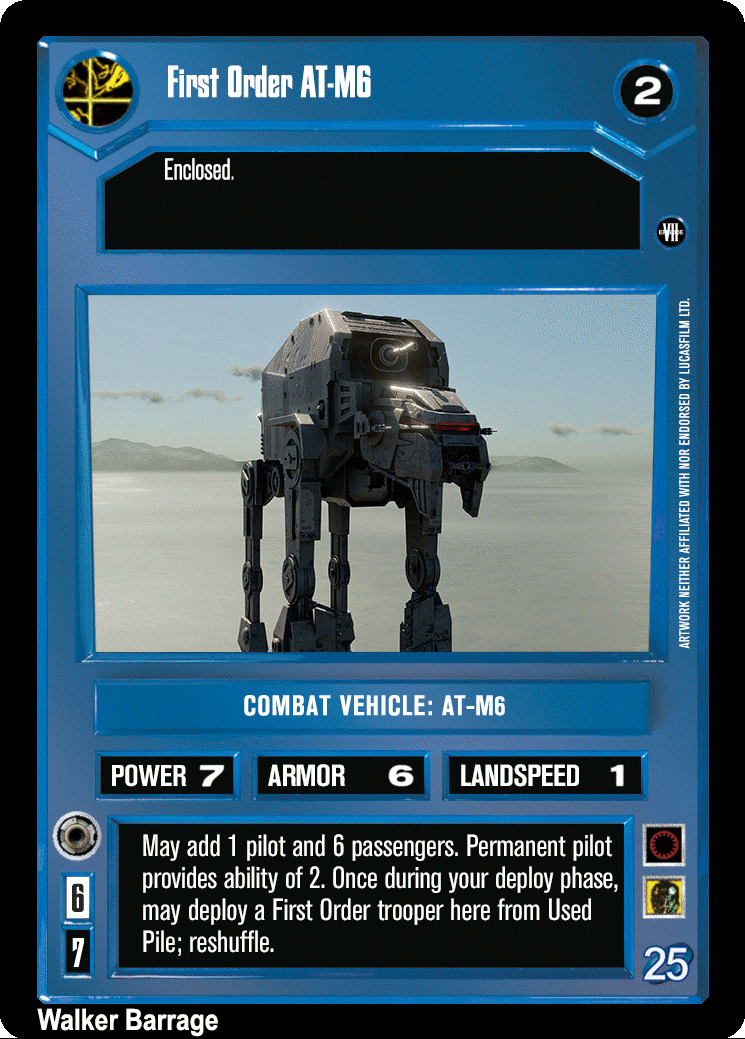 First Order AT-M6
2
Enclosed.
EPISODE VII
ARTWORK NEITHER AFFILIATED WITH NOR ENDORSED BY LUCASFILM LTD.
COMBAT VEHICLE: AT-M6
POWER 7 ARMOR 6 LANDSPEED 1
May add 1 pilot and 6 passengers. Permanent pilot
provides ability of 2. Once during your deploy phase,
may deploy a First Order trooper here from Used
Pile; reshuffle.
6
7
25
Walker Barrage